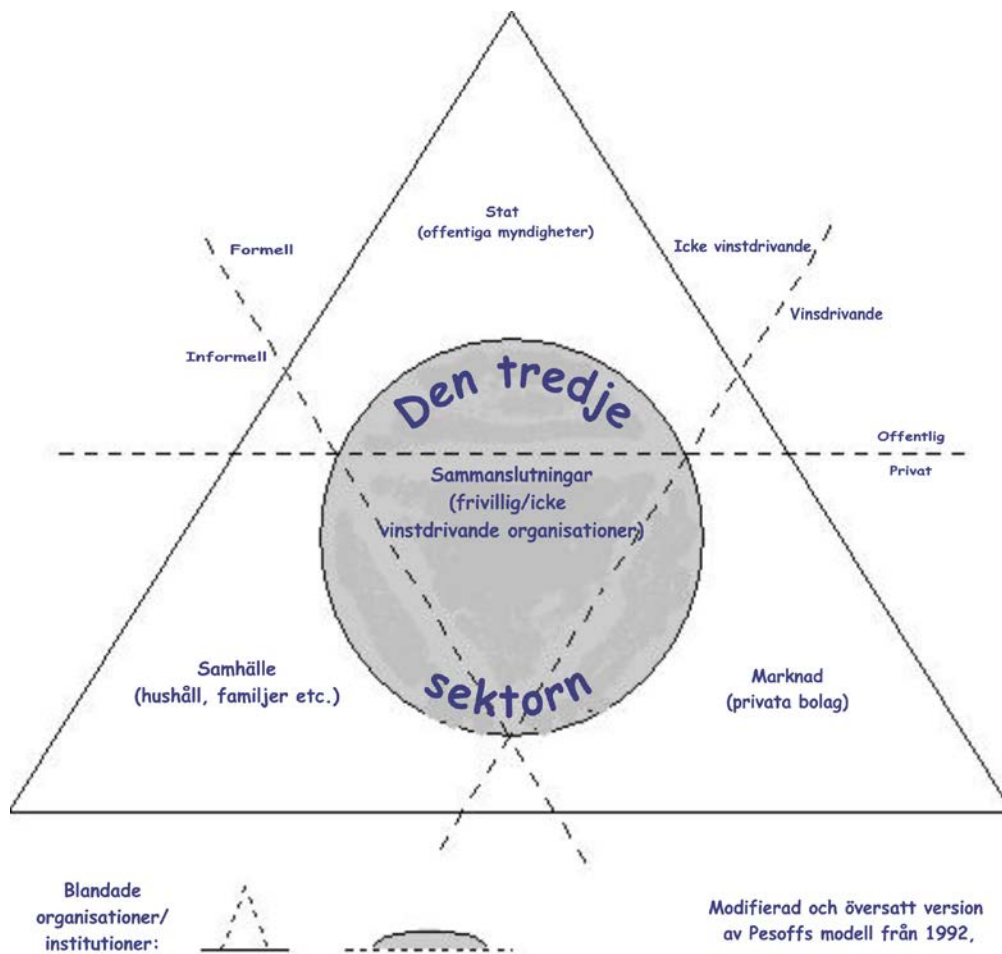 Stat
(offentiga myndigheter)
Formell
Icke vinstdrivande
Vinsdrivande
Informell
Den tredje
Offentlig
Privat
Sammanslutningar
(frivillig/icke
vinstdrivande organisationer)
Samhälle
(hushåll, familjer etc.)
sektorn
Marknad
(privata bolag)
Blandade
organisationer/
institutioner:
Modifierad och översatt version
av Pesoffs modell från 1992,